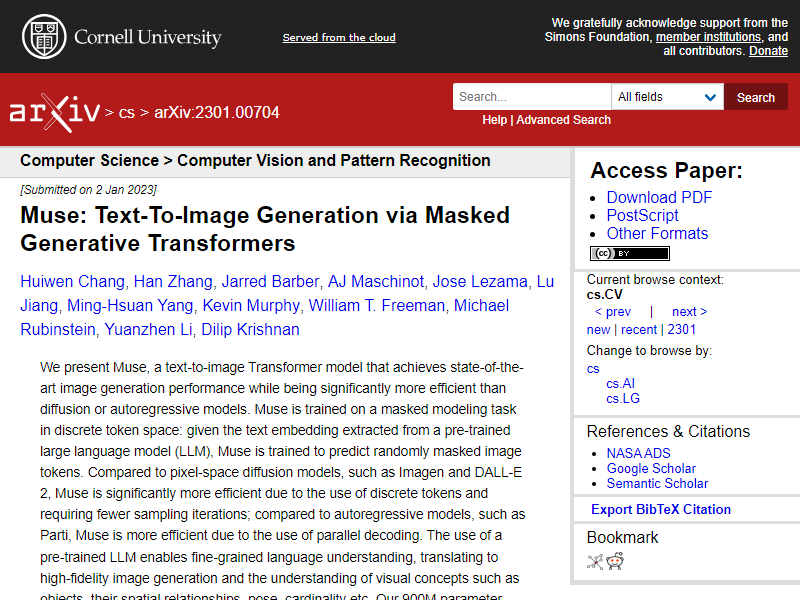 Cornell University
Served from the cloud
We gratefully acknowledge support from the
Simons Foundation, member institutions, and
all contributors. Donate
arXiv > cs > arXiv:2301.00704
Search...
All fields
Search
Help | Advanced Search
Computer Science > Computer Vision and Pattern Recognition
[Submitted on 2 Jan 2023]
Muse: Text-To-Image Generation via Masked
Generative Transformers
Huiwen Chang, Han Zhang, Jarred Barber, AJ Maschinot, Jose Lezama, Lu
Jiang, Ming-Hsuan Yang, Kevin Murphy, William T. Freeman, Michael
Rubinstein, Yuanzhen Li, Dilip Krishnan
We present Muse, a text-to-image Transformer model that achieves state-of-the-
art image generation performance while being significantly more efficient than
diffusion or autoregressive models. Muse is trained on a masked modeling task
in discrete token space: given the text embedding extracted from a pre-trained
large language model (LLM), Muse is trained to predict randomly masked image
tokens. Compared to pixel-space diffusion models, such as Imagen and DALL-E
2, Muse is significantly more efficient due to the use of discrete tokens and
requiring fewer sampling iterations; compared to autoregressive models, such as
Parti, Muse is more efficient due to the use of parallel decoding. The use of a
pre-trained LLM enables fine-grained language understanding, translating to
high-fidelity image generation and the understanding of visual concepts such as
objects, their spatial relationships, pose, cardinality etc. Our 900M parameter
Access Paper:
Download PDF
PostScript
Other Formats
(cc) BY
Current browse context:
cs.CV
< prev | next >
new | recent | 2301
Change to browse by:
cs
cs.AI
cs.LG
References & Citations
NASA ADS
Google Scholar
Semantic Scholar
Export BibTeX Citation
Bookmark